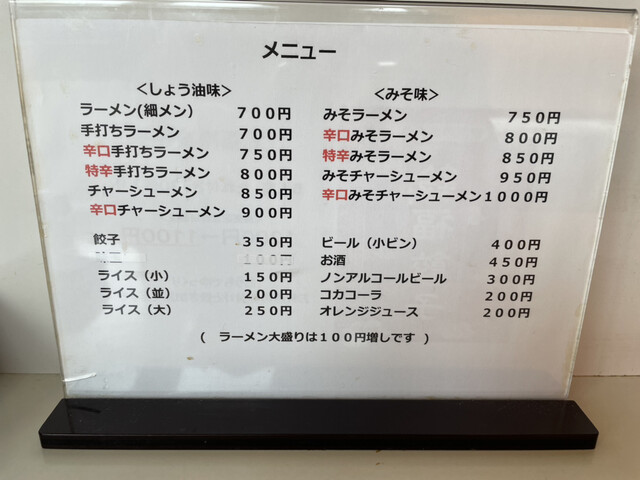 メニュー
<しょう油味>
ラーメン(細メン) 700円
手打ちラーメン 700円
辛口手打ちラーメン 750円
特辛手打ちラーメン 800円
チャーシューメン 850円
辛口チャーシューメン 900円
餃子 350円
100円
ライス(小) 150円
ライス(並) 200円
ライス(大) 250円
<みそ味>
みそラーメン 750円
辛口みそラーメン 800円
特辛みそラーメン 850円
みそチャーシューメン 950円
辛口みそチャーシューメン 1000円
ビール(小ビン) 400円
お酒 450円
ノンアルコールビール 300円
コカコーラ 200円
オレンジジュース 200円
( ラーメン大盛りは100円増しです )